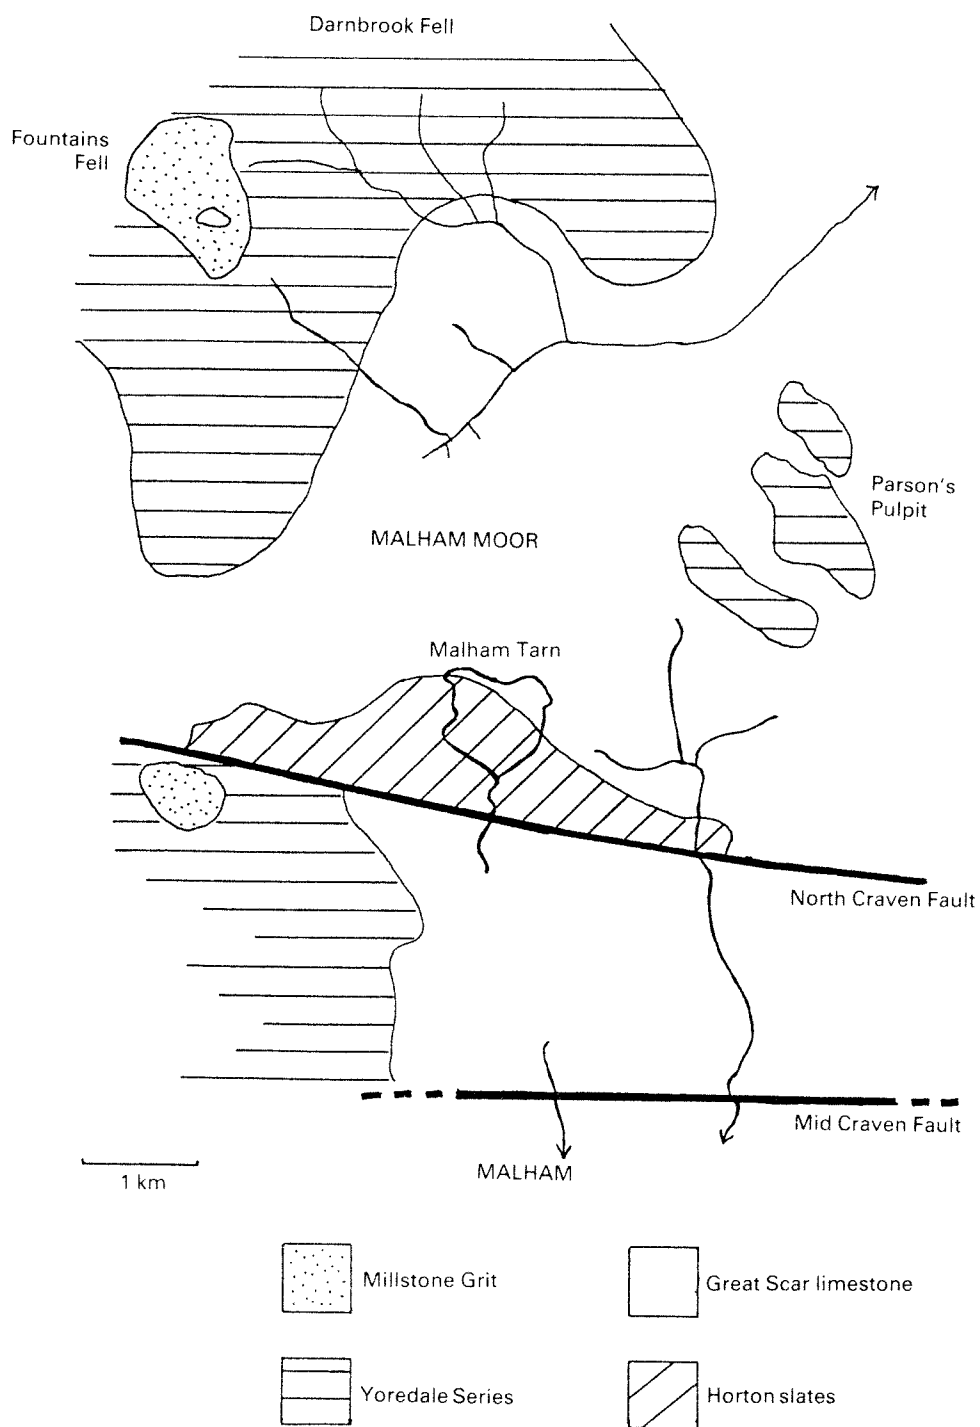 Darnbrook Fell
Fountains
Fell
Parson's
Pulpit
MALHAM MOOR
Malham Tarn
North Craven Fault
Mid Craven Fault
1 km
MALHAM
Millstone Grit
Great Scar limestone
Yoredale Series
Horton slates